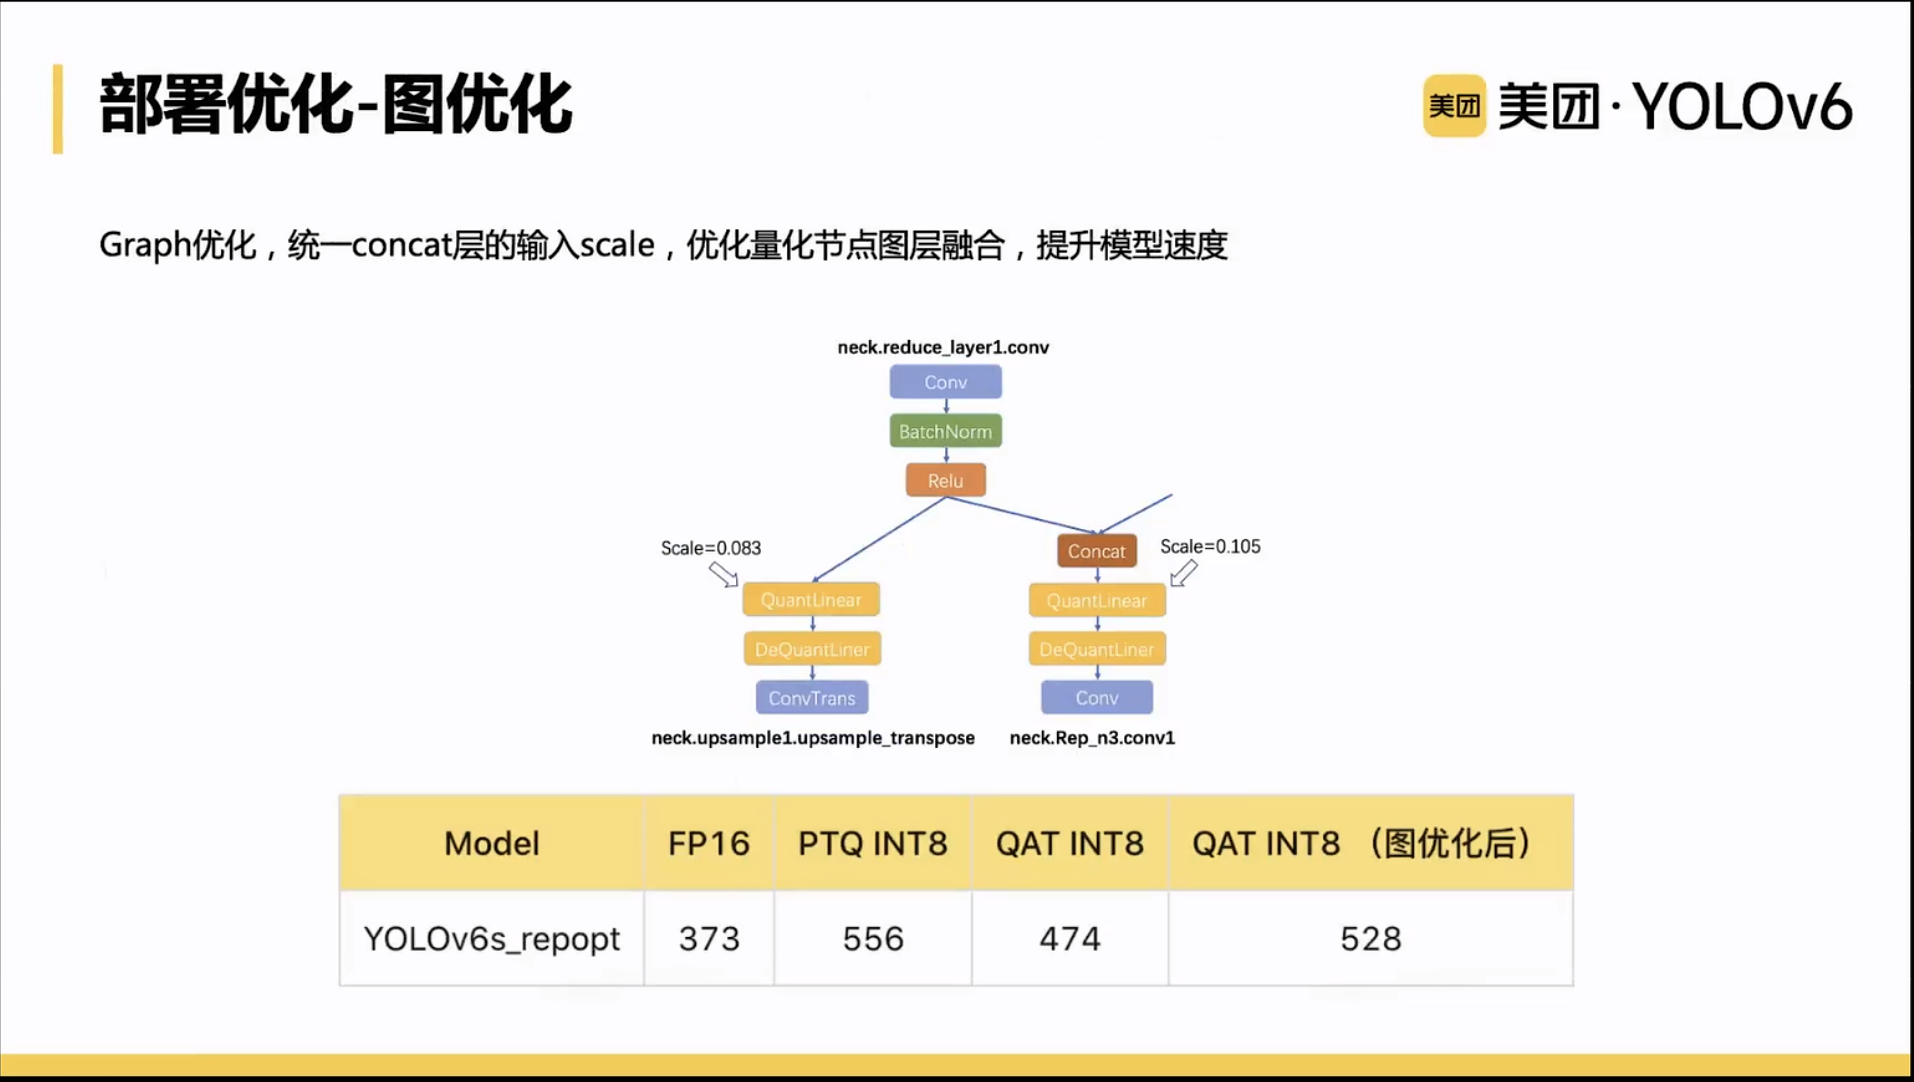 部署优化-图优化
美团 美团·YOLOv6
Graph优化，统一concat层的输入scale，优化量化节点图层融合，提升模型速度
neck.reduce_layer1.conv
Conv
BatchNorm
Relu
Scale=0.083
Concat
Scale=0.105
QuantLinear
QuantLinear
DeQuantLiner
DeQuantLiner
ConvTrans
Conv
neck.upsample1.upsample_transpose
neck.Rep_n3.conv1
Model FP16 PTQ INT8 QAT INT8 QAT INT8 （图优化后）
YOLOv6s_repopt 373 556 474 528